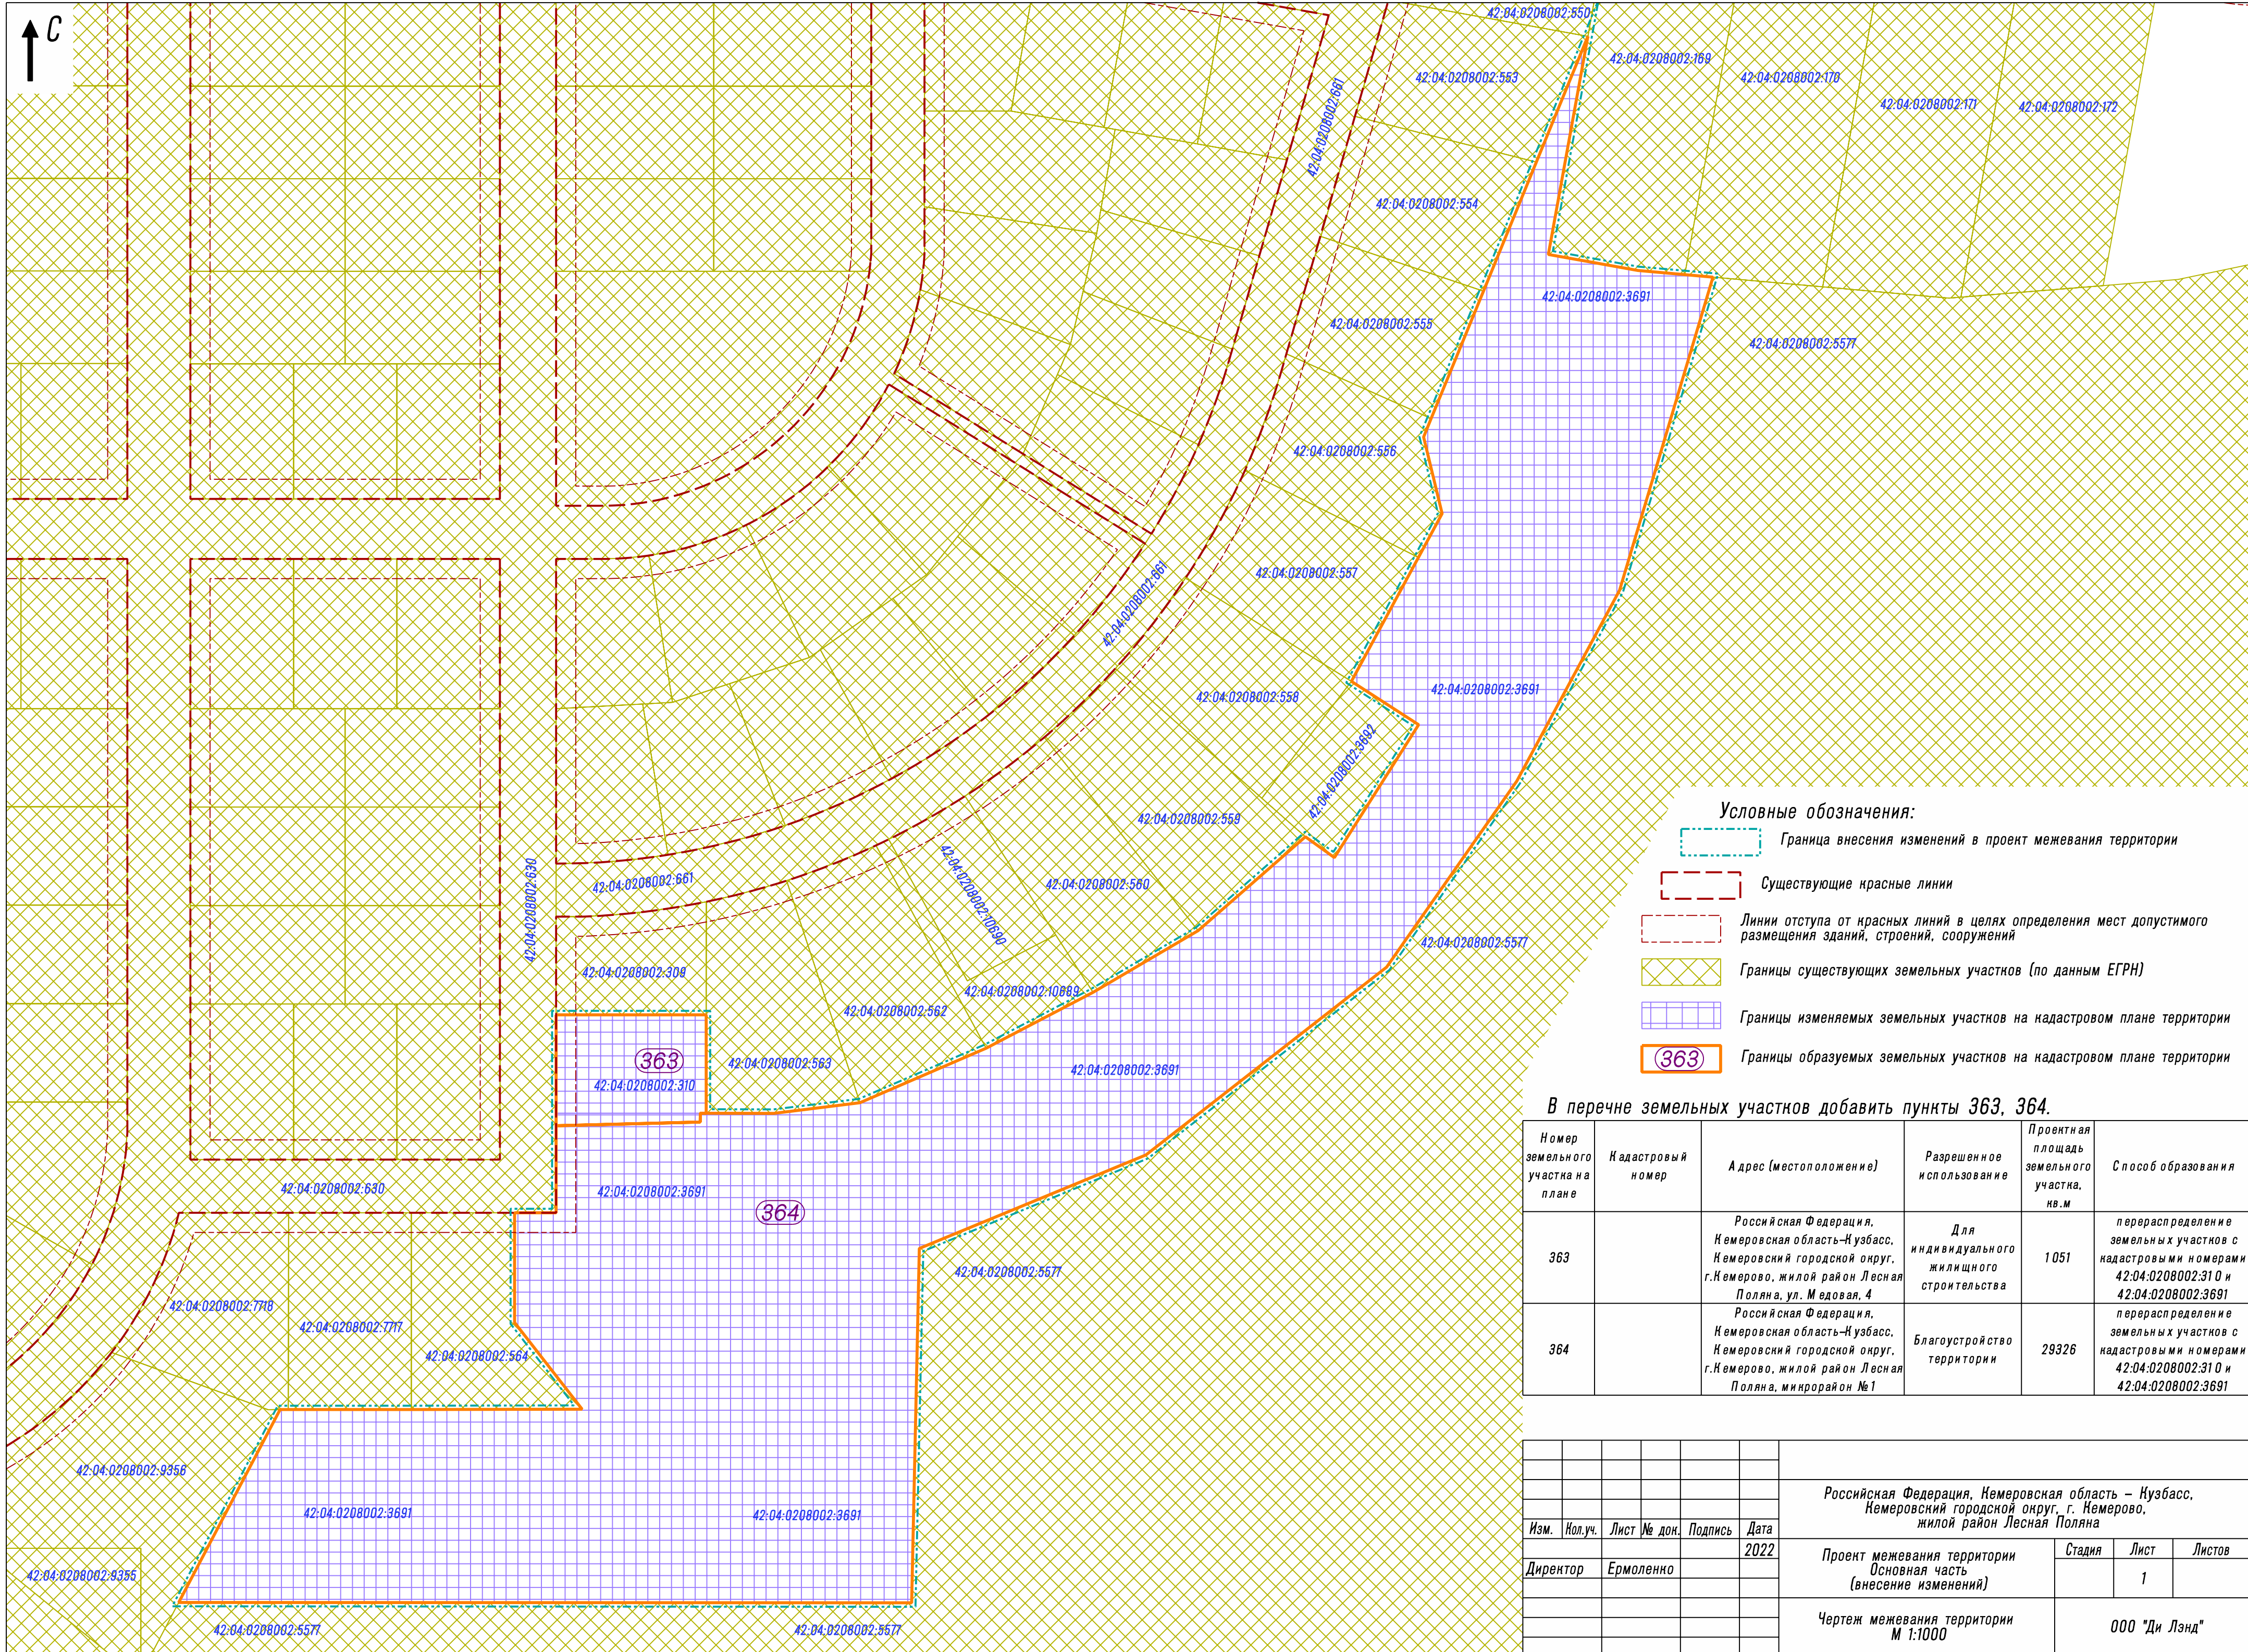 С
42:04:0208002:550
42:04:0208002:553
42:04:0208002:169
42:04:0208002:170
42:04:0208002:171
42:04:0208002:172
42:04:0208002:661
42:04:0208002:554
42:04:0208002:3691
42:04:0208002:555
42:04:0208002:5577
42:04:0208002:556
42:04:0208002:557
42:04:0208002:661
42:04:0208002:558
42:04:0208002:3691
42:04:0208002:3692
42:04:0208002:559
42:04:0208002:630
42:04:0208002:661
42:04:0208002:10690
42:04:0208002:560
42:04:0208002:5577
42:04:0208002:309
42:04:0208002:10689
42:04:0208002:562
363
42:04:0208002:310
42:04:0208002:563
42:04:0208002:3691
42:04:0208002:630
42:04:0208002:3691
364
42:04:0208002:5577
42:04:0208002:7718
42:04:0208002:7717
42:04:0208002:564
42:04:0208002:9356
42:04:0208002:3691
42:04:0208002:3691
42:04:0208002:9355
42:04:0208002:5577
42:04:0208002:5577
Условные обозначения:
Граница внесения изменений в проект межевания территории
Существующие красные линии
Линии отступа от красных линий в целях определения мест допустимого
размещения зданий, строений, сооружений
Границы существующих земельных участков (по данным ЕГРН)
Границы изменяемых земельных участков на кадастровом плане территории
363
Границы образуемых земельных участков на кадастровом плане территории
В перечне земельных участков добавить пункты 363, 364.
Номер
земельного
участка на
плане
Кадастровый
номер
Адрес (местоположение)
Разрешенное
использование
Проектная
площадь
земельного
участка,
кв.м
Способ образования
363
Российская Федерация,
Кемеровская область-Кузбасс,
Кемеровский городской округ,
г.Кемерово, жилой район Лесная
Поляна, ул. Медовая, 4
Для
индивидуального
жилищного
строительства
1051
перераспределение
земельных участков с
кадастровыми номерами
42:04:0208002:310 и
42:04:0208002:3691
364
Российская Федерация,
Кемеровская область-Кузбасс,
Кемеровский городской округ,
г.Кемерово, жилой район Лесная
Поляна, микрорайон №1
Благоустройство
территории
29326
перераспределение
земельных участков с
кадастровыми номерами
42:04:0208002:310 и
42:04:0208002:3691
Российская Федерация, Кемеровская область - Кузбасс,
Кемеровский городской округ, г. Кемерово,
жилой район Лесная Поляна
Изм. Кол.уч. Лист № док. Подпись Дата
2022
Директор Ермоленко
Проект межевания территории
Основная часть
(внесение изменений)
Стадия Лист Листов
1
Чертеж межевания территории
М 1:1000
ООО "Ди Лэнд"